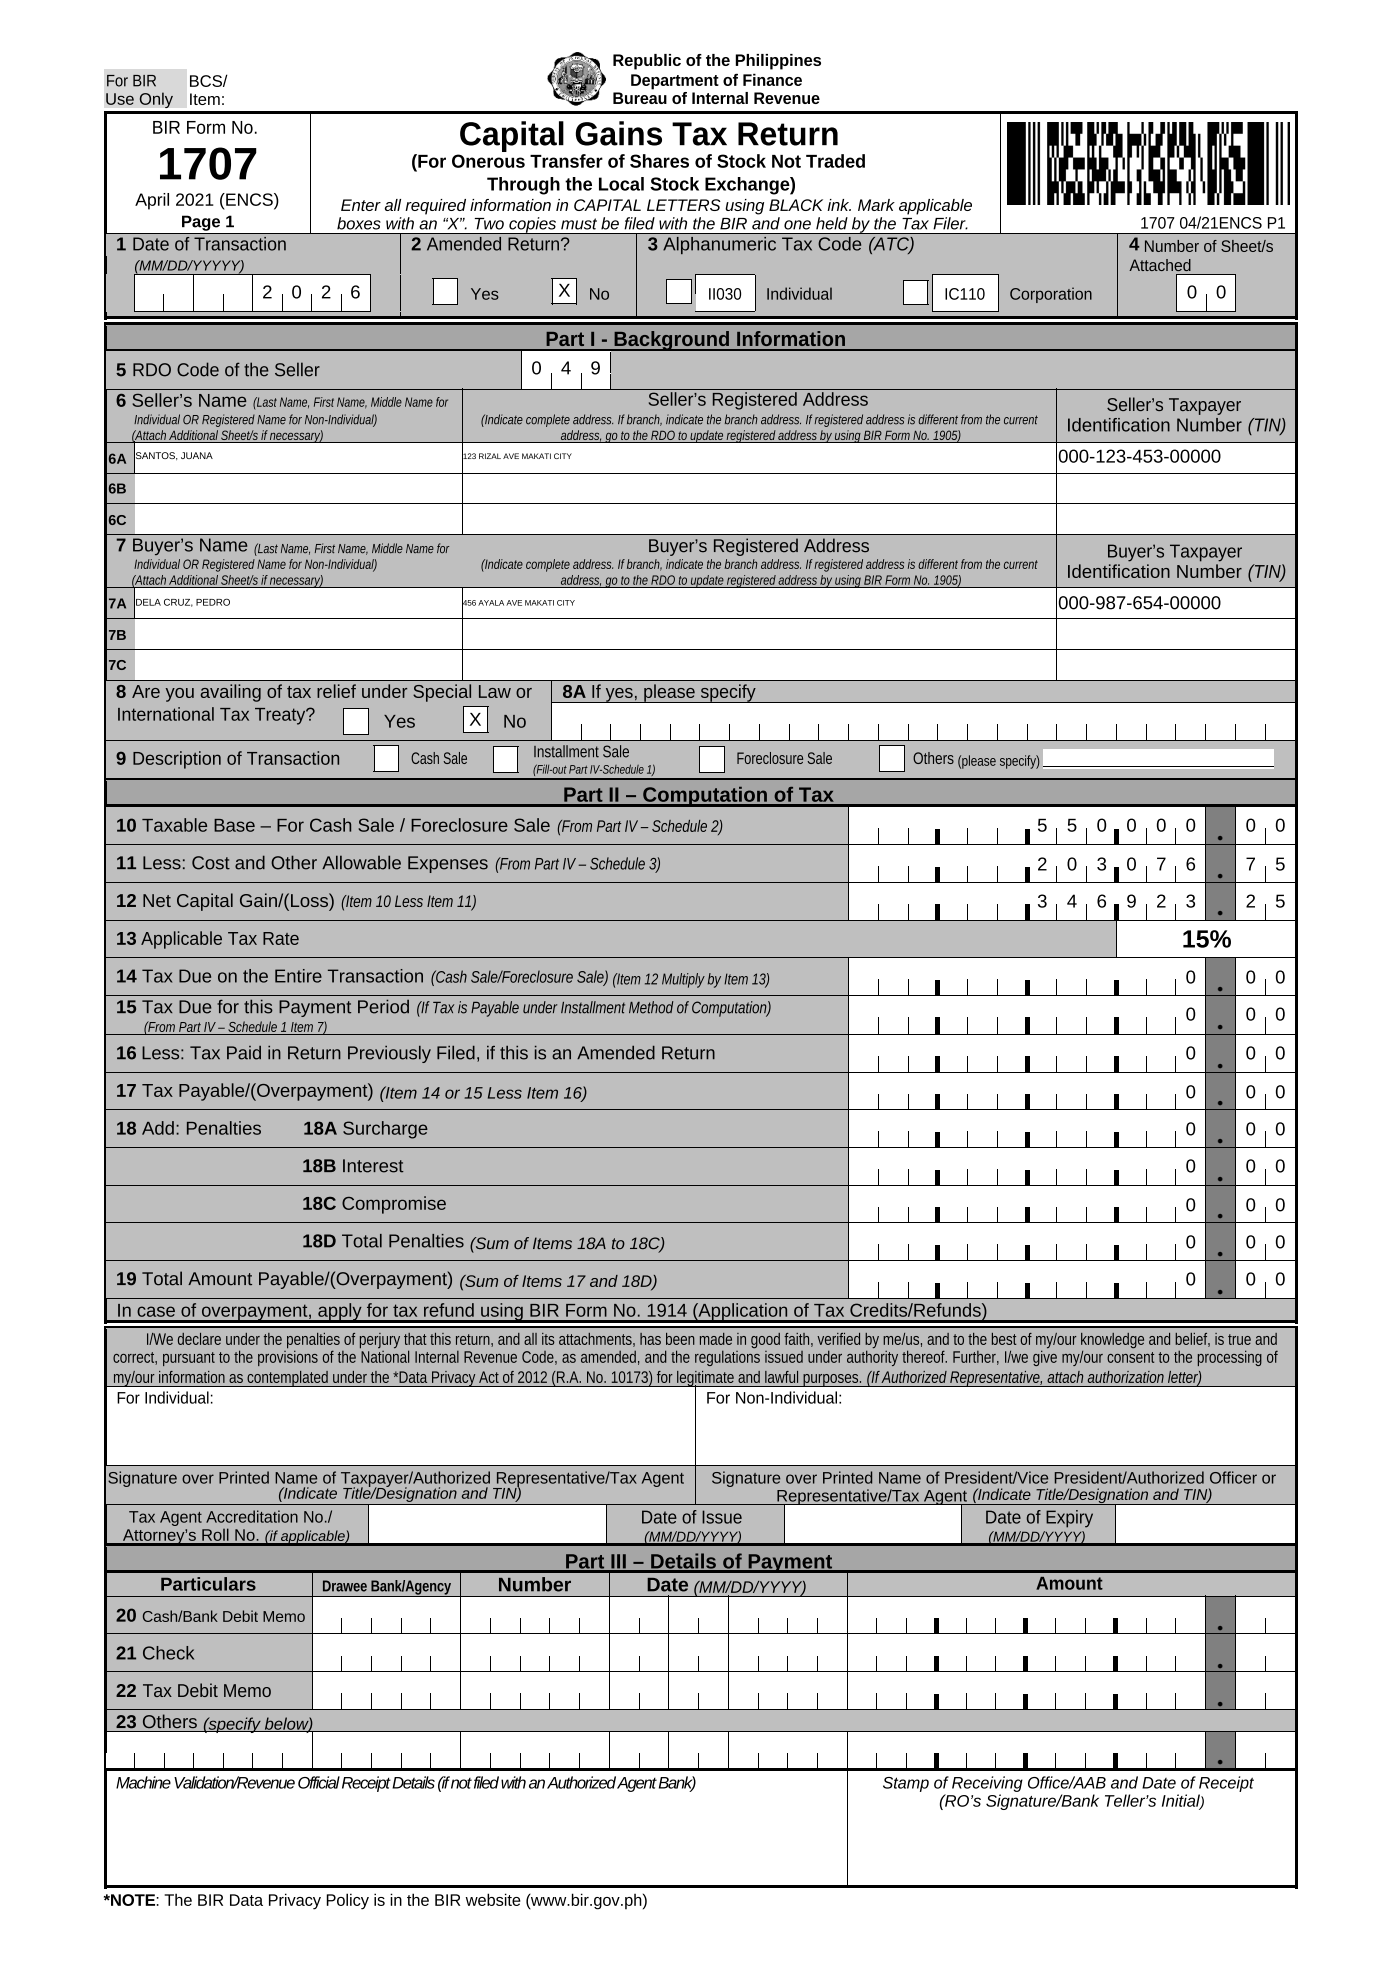 Republic of the Philippines
For BIR Use Only
BCS/ Item:
Department of Finance
Bureau of Internal Revenue
BIR Form No.
1707
April 2021 (ENCS)
Page 1
Capital Gains Tax Return
(For Onerous Transfer of Shares of Stock Not Traded
Through the Local Stock Exchange)
Enter all required information in CAPITAL LETTERS using BLACK ink. Mark applicable
boxes with an “X”. Two copies must be filed with the BIR and one held by the Tax Filer.
1707 04/21ENCS P1
1 Date of Transaction
(MM/DD/YYYYY)
2 0 2 6
2 Amended Return?
Yes X No
3 Alphanumeric Tax Code (ATC)
II030 Individual IC110 Corporation
4 Number of Sheet/s
Attached
0 0
Part I - Background Information
5 RDO Code of the Seller 0 4 9
6 Seller’s Name (Last Name, First Name, Middle Name for
Individual OR Registered Name for Non-Individual)
(Attach Additional Sheet/s if necessary)
Seller’s Registered Address
(Indicate complete address. If branch, indicate the branch address. If registered address is different from the current
address, go to the RDO to update registered address by using BIR Form No. 1905)
Seller’s Taxpayer
Identification Number (TIN)
6A SANTOS, JUANA 123 RIZAL AVE MAKATI CITY 000-123-453-00000
6B
6C
7 Buyer’s Name (Last Name, First Name, Middle Name for
Individual OR Registered Name for Non-Individual)
(Attach Additional Sheet/s if necessary)
Buyer’s Registered Address
(Indicate complete address. If branch, indicate the branch address. If registered address is different from the current
address, go to the RDO to update registered address by using BIR Form No. 1905)
Buyer’s Taxpayer
Identification Number (TIN)
7A DELA CRUZ, PEDRO 456 AYALA AVE MAKATI CITY 000-987-654-00000
7B
7C
8 Are you availing of tax relief under Special Law or
International Tax Treaty? Yes X No
8A If yes, please specify
9 Description of Transaction Cash Sale Installment Sale
(Fill-out Part IV-Schedule 1)
Foreclosure Sale Others (please specify)
Part II – Computation of Tax
10 Taxable Base – For Cash Sale / Foreclosure Sale (From Part IV – Schedule 2) 5 5 0 0 0 0 . 0 0
11 Less: Cost and Other Allowable Expenses (From Part IV – Schedule 3) 2 0 3 0 7 6 . 7 5
12 Net Capital Gain/(Loss) (Item 10 Less Item 11) 3 4 6 9 2 3 . 2 5
13 Applicable Tax Rate 15%
14 Tax Due on the Entire Transaction (Cash Sale/Foreclosure Sale) (Item 12 Multiply by Item 13) 0 . 0 0
15 Tax Due for this Payment Period (If Tax is Payable under Installment Method of Computation) 0 . 0 0
(From Part IV – Schedule 1 Item 7)
16 Less: Tax Paid in Return Previously Filed, if this is an Amended Return 0 . 0 0
17 Tax Payable/(Overpayment) (Item 14 or 15 Less Item 16) 0 . 0 0
18 Add: Penalties 18A Surcharge 0 . 0 0
18B Interest 0 . 0 0
18C Compromise 0 . 0 0
18D Total Penalties (Sum of Items 18A to 18C) 0 . 0 0
19 Total Amount Payable/(Overpayment) (Sum of Items 17 and 18D) 0 . 0 0
In case of overpayment, apply for tax refund using BIR Form No. 1914 (Application of Tax Credits/Refunds)
I/We declare under the penalties of perjury that this return, and all its attachments, has been made in good faith, verified by me/us, and to the best of my/our knowledge and belief, is true and
correct, pursuant to the provisions of the National Internal Revenue Code, as amended, and the regulations issued under authority thereof. Further, I/we give my/our consent to the processing of
my/our information as contemplated under the *Data Privacy Act of 2012 (R.A. No. 10173) for legitimate and lawful purposes. (If Authorized Representative, attach authorization letter)
For Individual:
For Non-Individual:
Signature over Printed Name of Taxpayer/Authorized Representative/Tax Agent
(Indicate Title/Designation and TIN)
Signature over Printed Name of President/Vice President/Authorized Officer or
Representative/Tax Agent (Indicate Title/Designation and TIN)
Tax Agent Accreditation No./
Attorney’s Roll No. (if applicable)
Date of Issue
(MM/DD/YYYY)
Date of Expiry
(MM/DD/YYYY)
Part III – Details of Payment
Particulars Drawee Bank/Agency Number Date (MM/DD/YYYY) Amount
20 Cash/Bank Debit Memo .
21 Check .
22 Tax Debit Memo .
23 Others (specify below)
.
Machine Validation/Revenue Official Receipt Details (if not filed with an Authorized Agent Bank)
Stamp of Receiving Office/AAB and Date of Receipt
(RO’s Signature/Bank Teller’s Initial)
*NOTE: The BIR Data Privacy Policy is in the BIR website (www.bir.gov.ph)